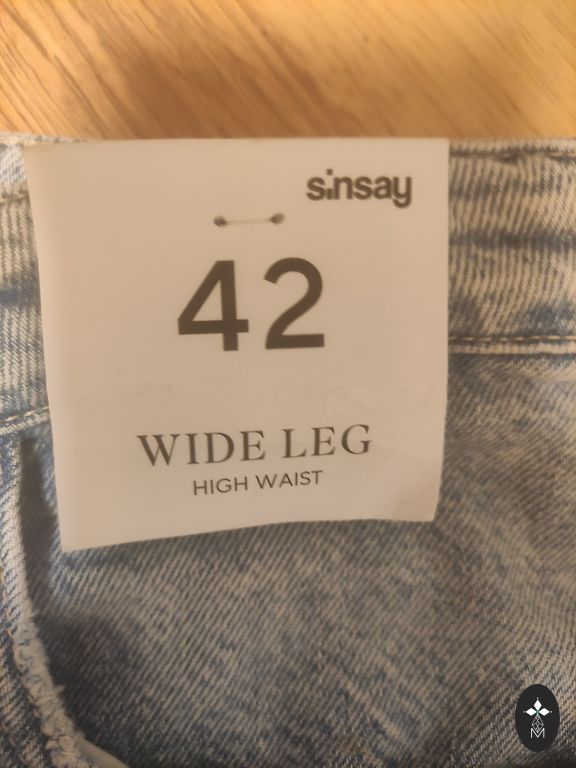 sinsay
42
WIDE LEG
HIGH WAIST
M